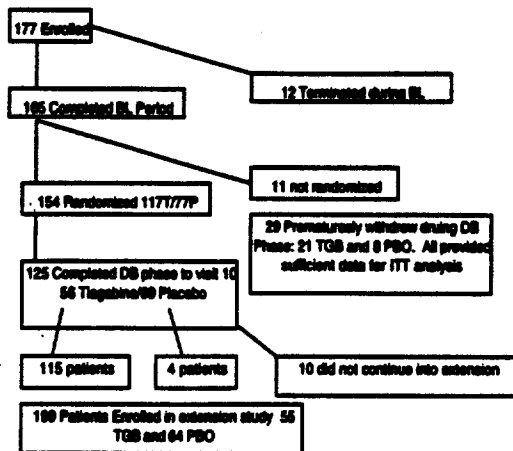 177 Enrolled
12 Terminated during BL
165 Completed BL Period
11 not randomized
154 Randomized 117T/77P
29 Prematurely withdrew druing DB
Phase: 21 TGB and 8 PBO. All provided
sufficient data for ITT analysis
125 Completed DB phase to visit 10
56 Tiagabine/69 Placebo
115 patients
4 patients
10 did not continue into extension
Patients Enrolled in extension study 55
TGB and 64 PBO